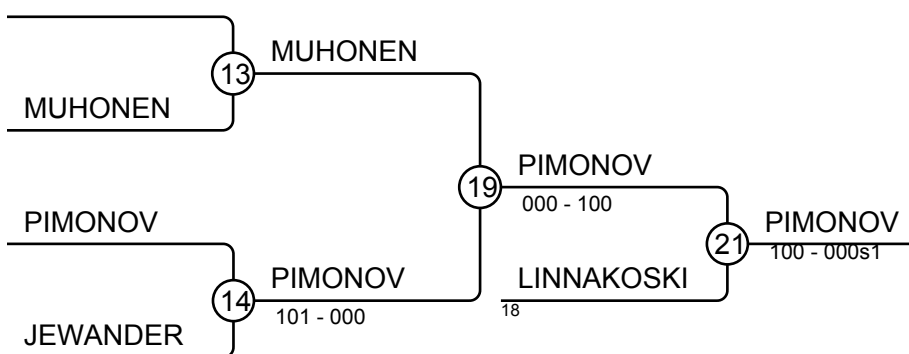 13
MUHONEN
MUHONEN
PIMONOV
14
PIMONOV
101 - 000
JEWANDER
19
PIMONOV
000 - 100
LINNAKOSKI
18
21
PIMONOV
100 - 000s1